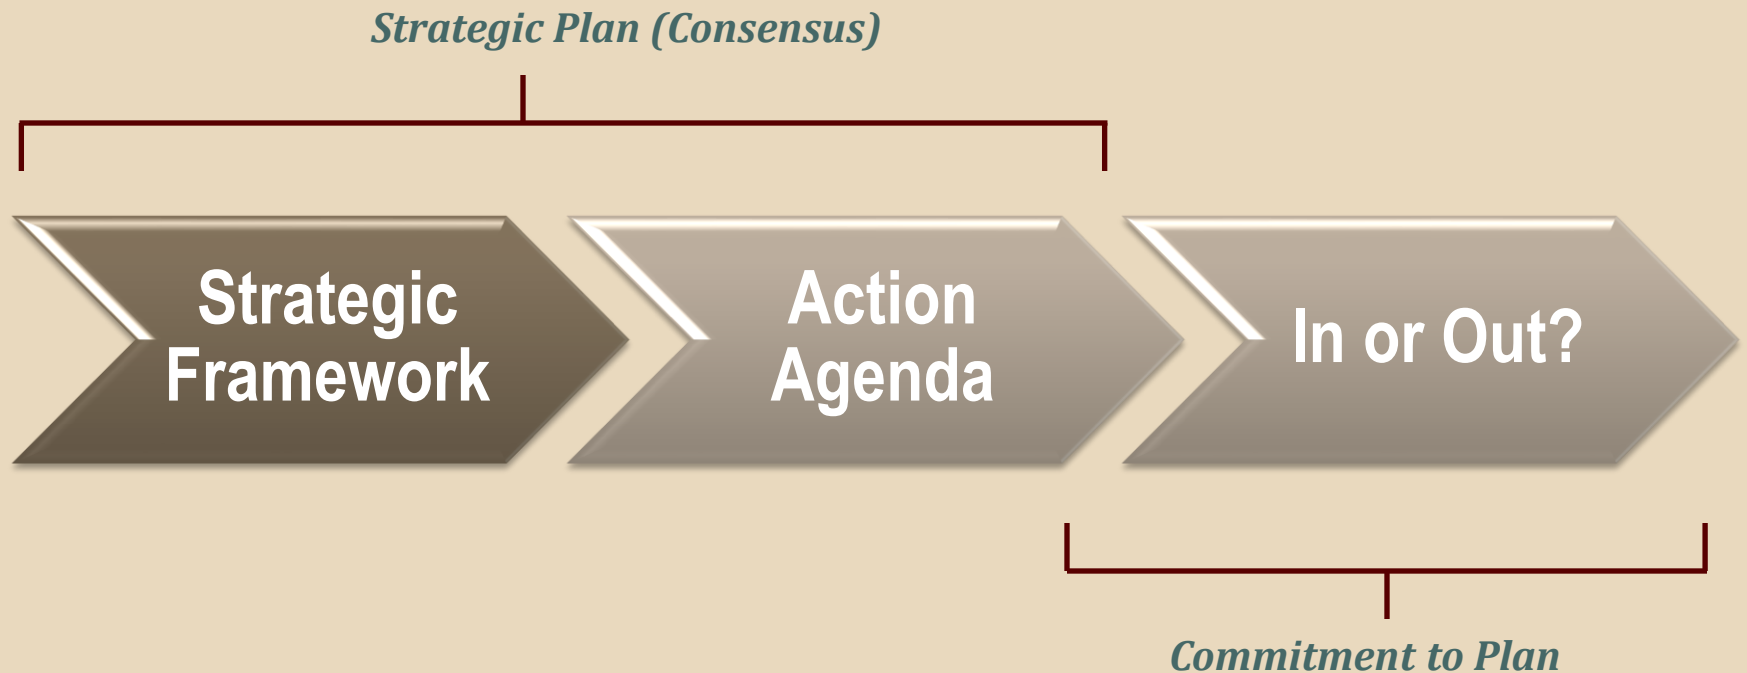 Strategic Plan (Consensus)
Strategic
Framework
Action
Agenda
In or Out?
Commitment to Plan